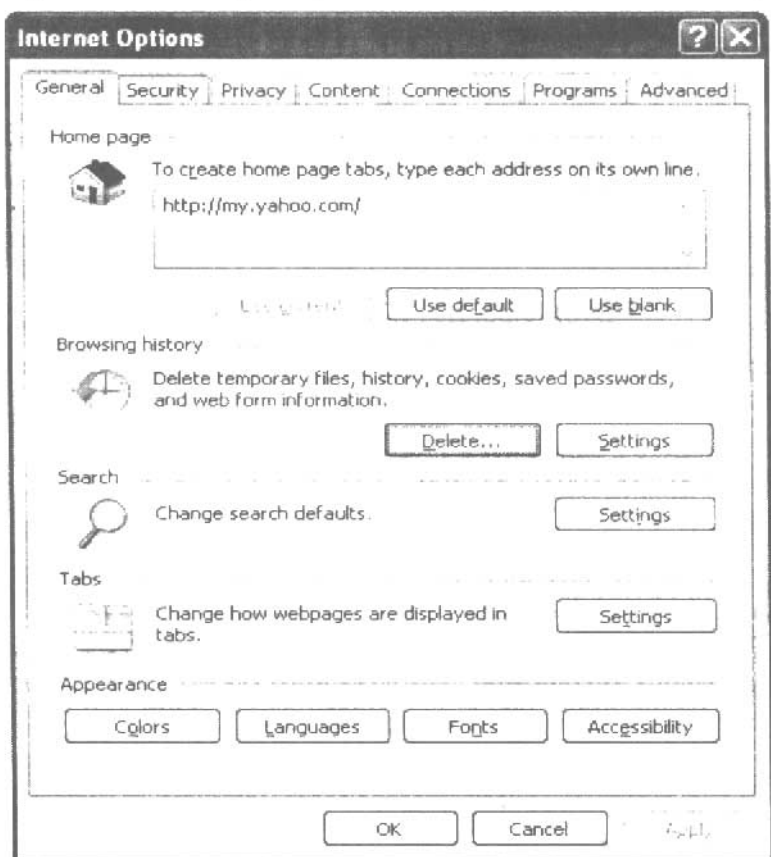 Internet Options
General Security Privacy Content Connections Programs Advanced
Home page
To create home page tabs, type each address on its own line.
http://my.yahoo.com/
Use current Use default Use blank
Browsing history
Delete temporary files, history, cookies, saved passwords,
and web form information.
Delete... Settings
Search
Change search defaults.
Settings
Tabs
Change how webpages are displayed in
tabs.
Settings
Appearance
Colors Languages Fonts Accessibility
OK Cancel Apply